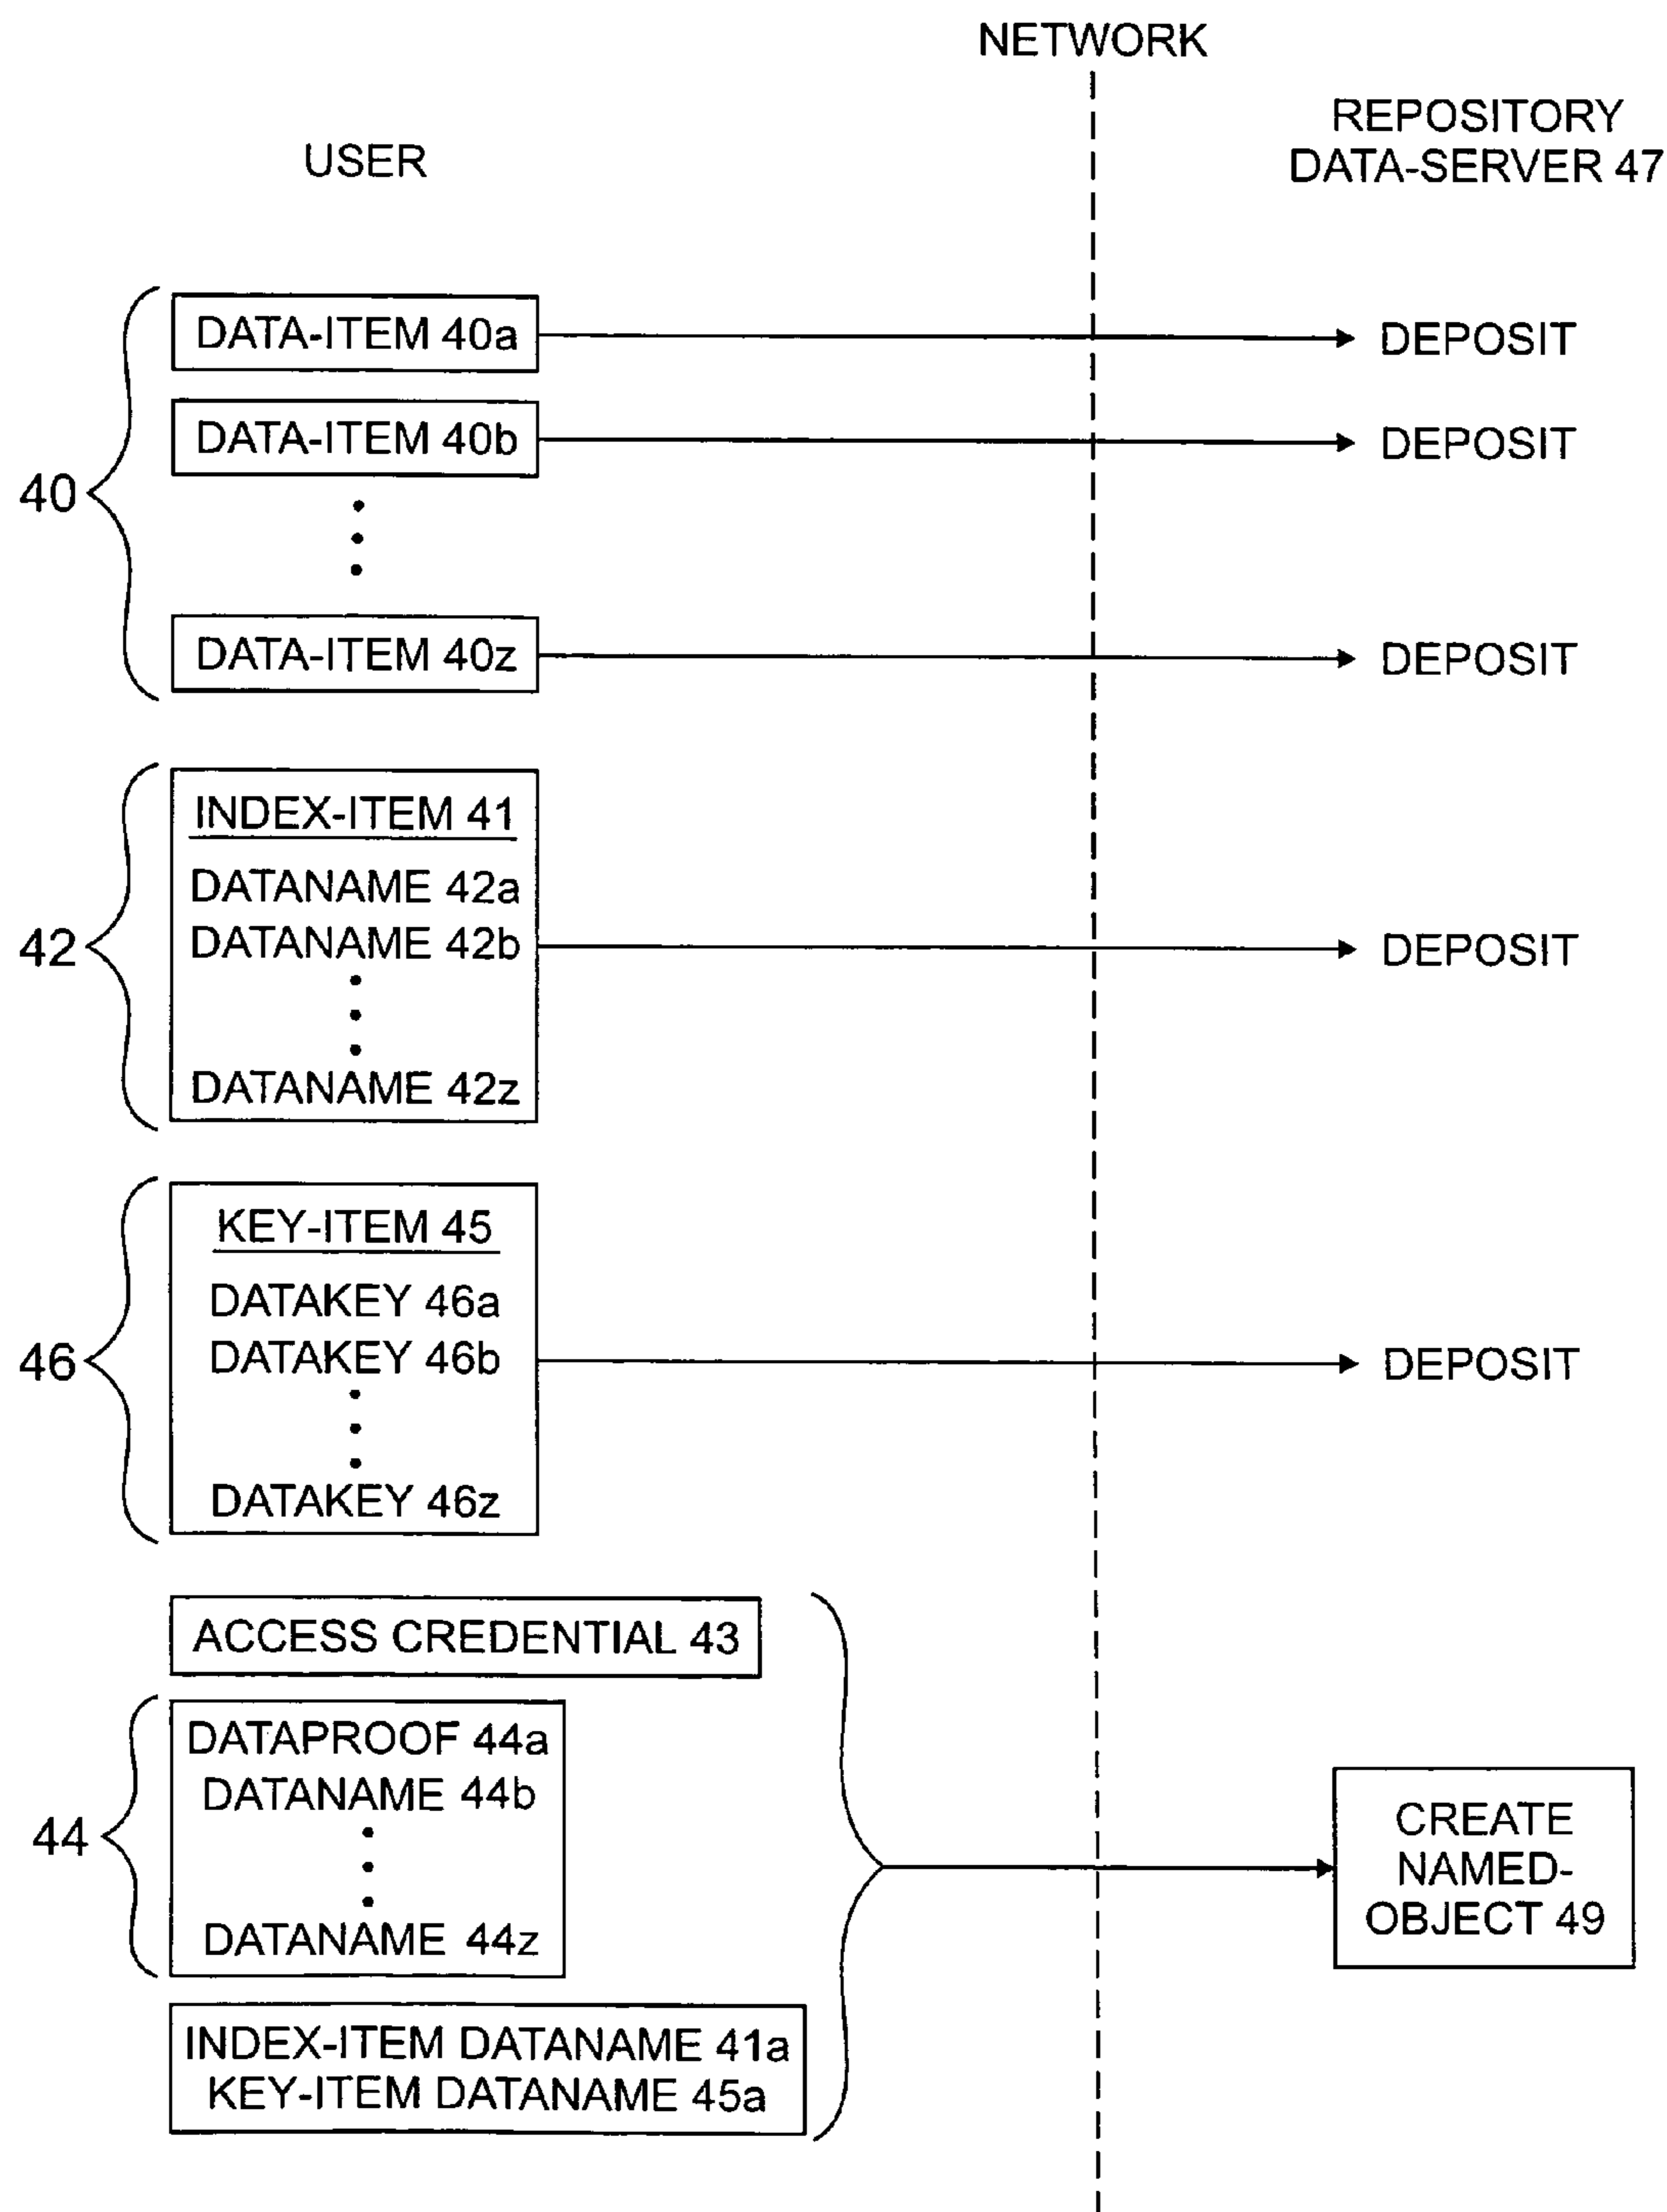 NETWORK
REPOSITORY
DATA-SERVER 47
USER
DATA-ITEM 40a
DEPOSIT
DATA-ITEM 40b
DEPOSIT
40
DATA-ITEM 40z
DEPOSIT
INDEX-ITEM 41
DATANAME 42a
DATANAME 42b
42
DEPOSIT
DATANAME 42z
KEY-ITEM 45
DATAKEY 46a
DATAKEY 46b
46
DEPOSIT
DATAKEY 46z
ACCESS CREDENTIAL 43
DATAPROOF 44a
DATANAME 44b
44
DATANAME 44z
CREATE
NAMED-
OBJECT 49
INDEX-ITEM DATANAME 41a
KEY-ITEM DATANAME 45a